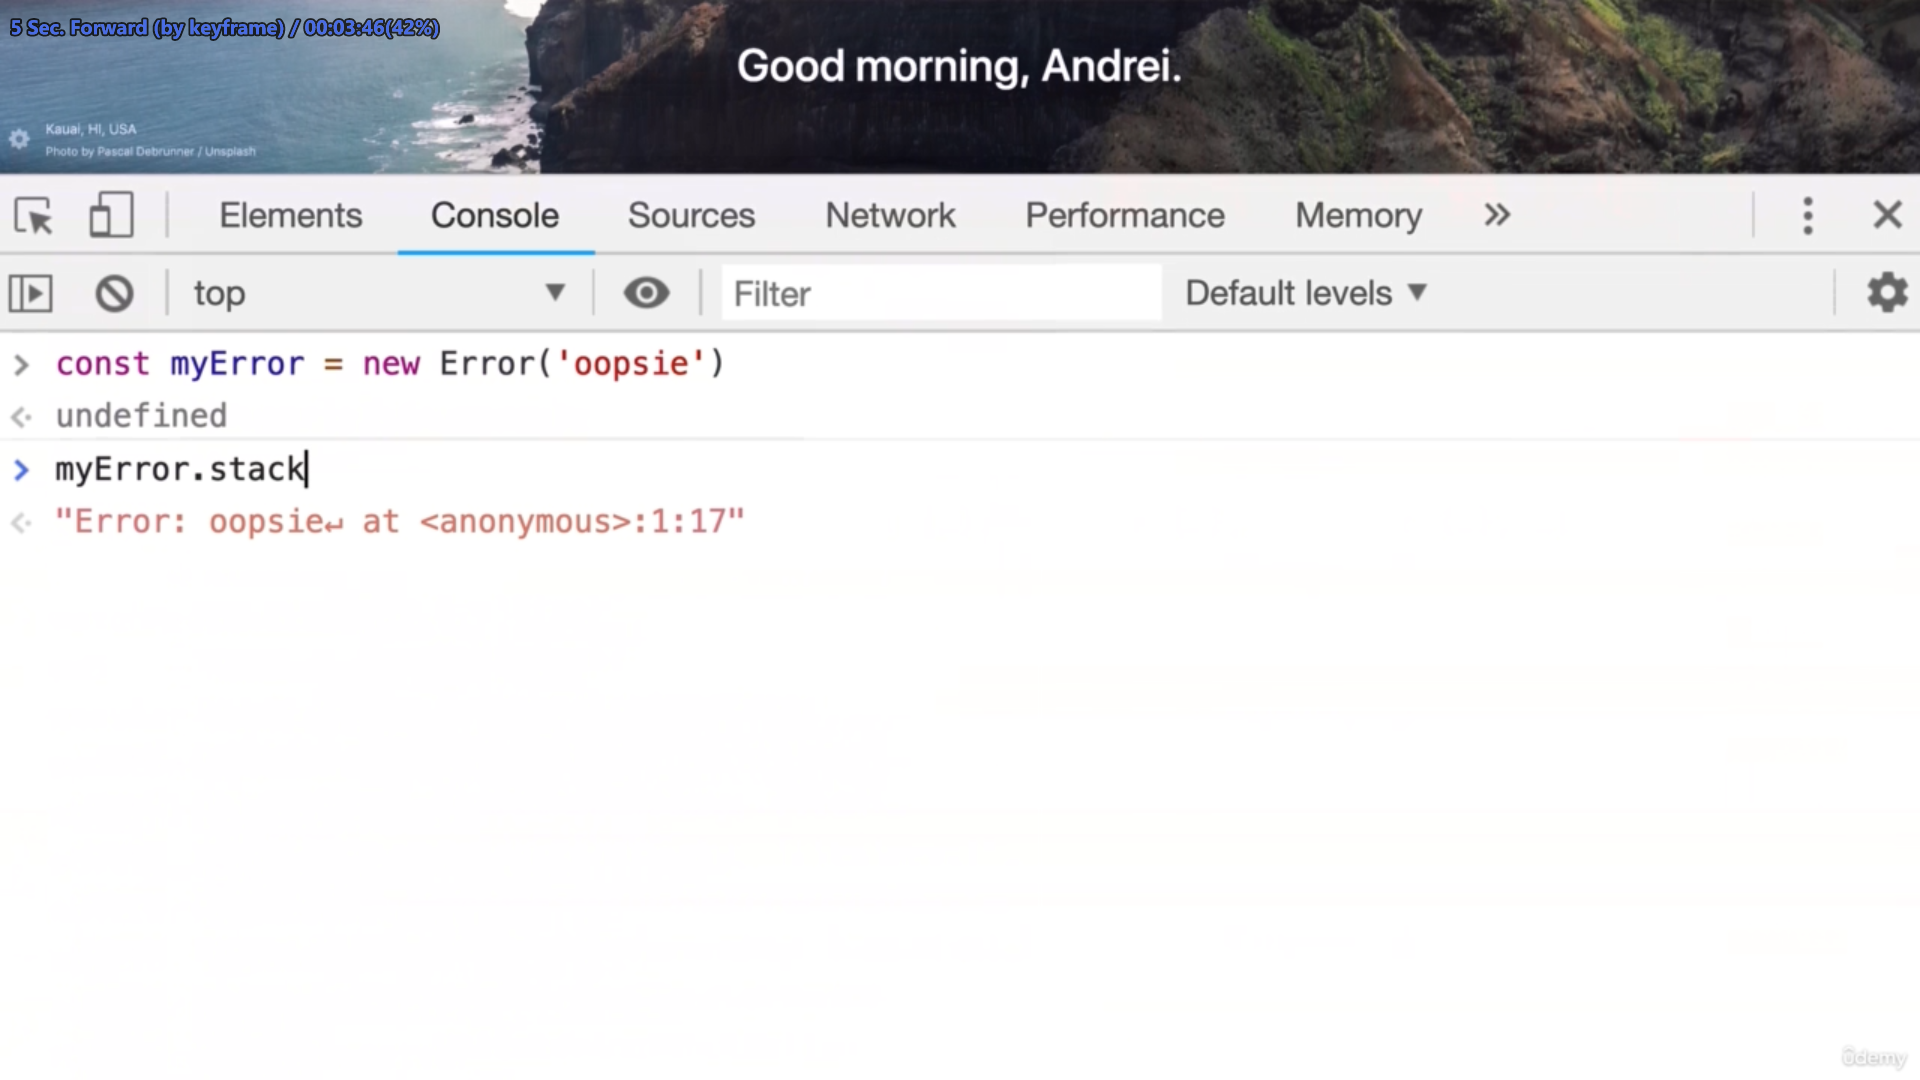 5 Sec. Forward (by keyframe) / 00:03:46(42%)
Good morning, Andrei.
Kauai, HI, USA
Photo by Pascal Debrunner / Unsplash
Elements Console Sources Network Performance Memory »
top ▼ Filter Default levels ▼
> const myError = new Error('oopsie')
undefined
> myError.stack
"Error: oopsie↵ at <anonymous>:1:17"
ûdemy